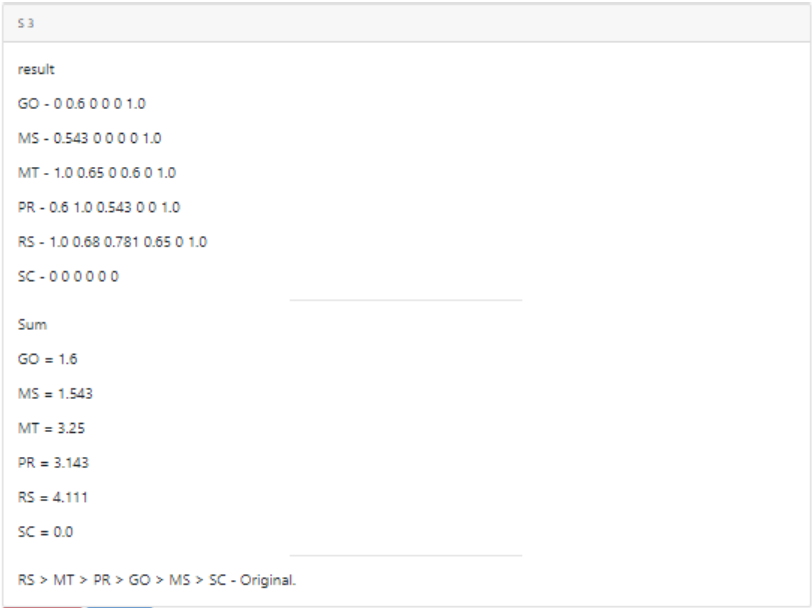 S 3
result
GO - 0 0.6 0 0 0 1.0
MS - 0.543 0 0 0 0 1.0
MT - 1.0 0.65 0 0.6 0 1.0
PR - 0.6 1.0 0.543 0 0 1.0
RS - 1.0 0.68 0.781 0.65 0 1.0
SC - 0 0 0 0 0 0
Sum
GO = 1.6
MS = 1.543
MT = 3.25
PR = 3.143
RS = 4.111
SC = 0.0
RS > MT > PR > GO > MS > SC - Original.